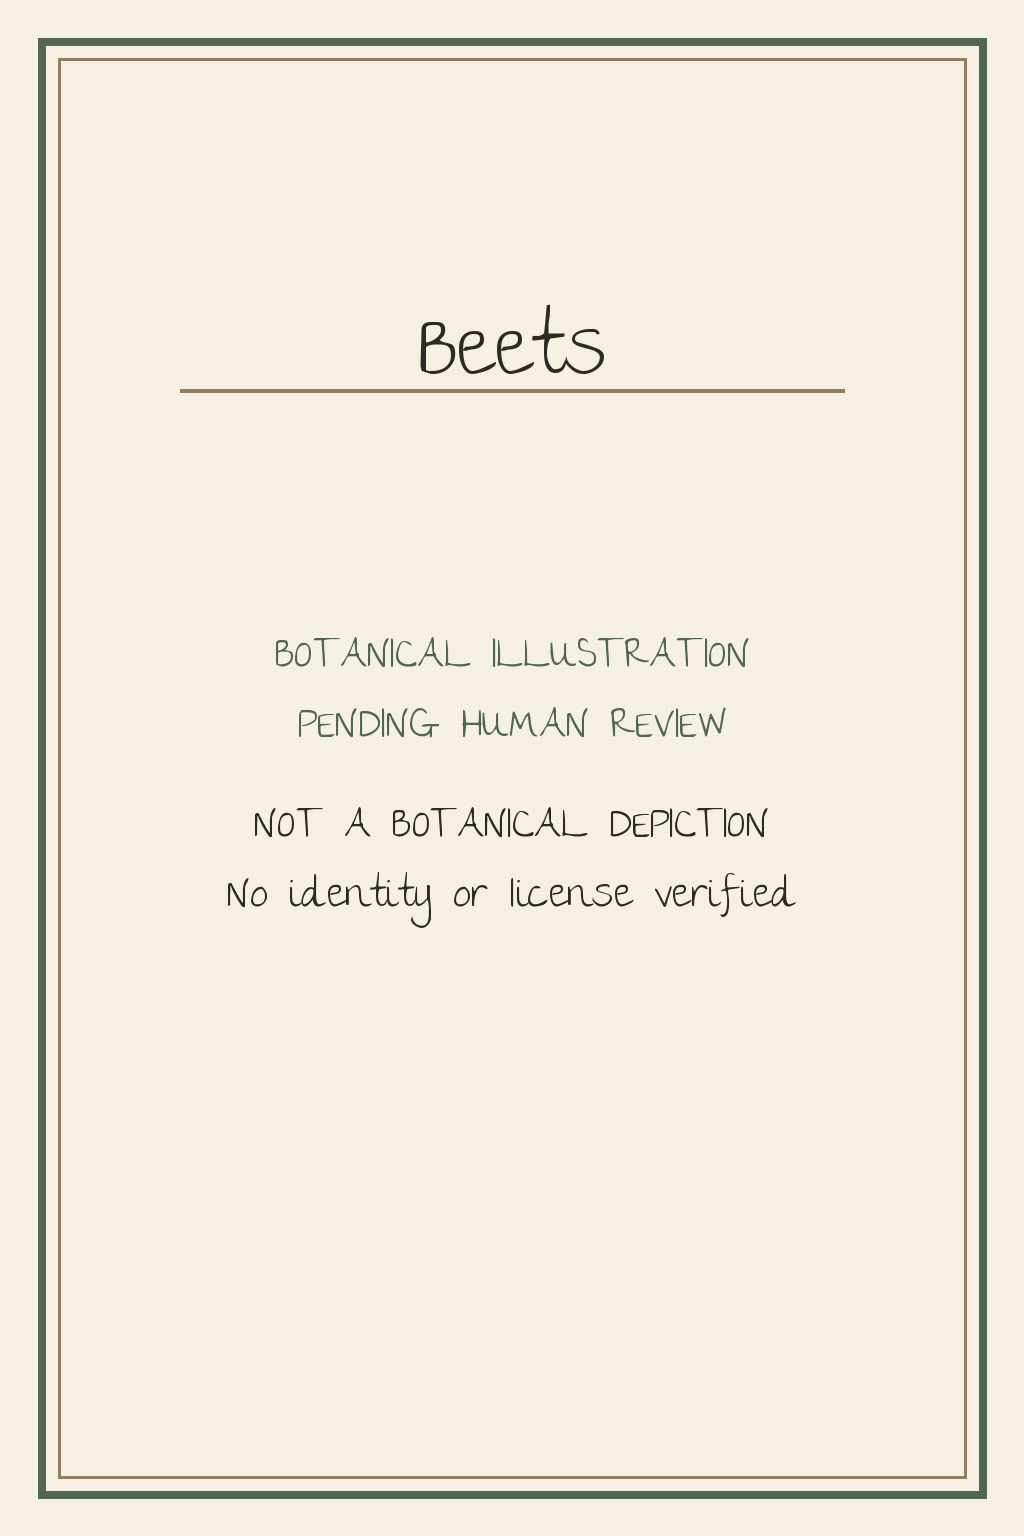 Beets
BOTANICAL ILLUSTRATION
PENDING HUMAN REVIEW
NOT A BOTANICAL DEPICTION
No identity or license verified